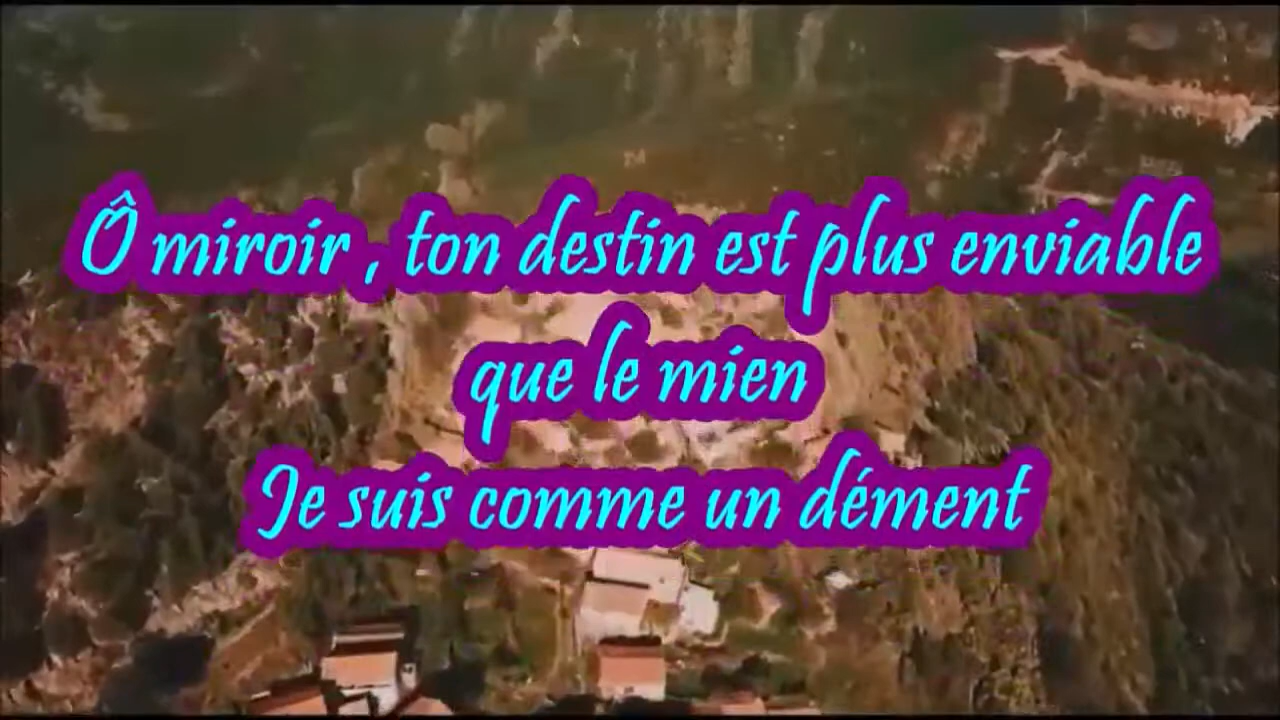 Ô miroir , ton destin est plus enviable
que le mien
Je suis comme un dément